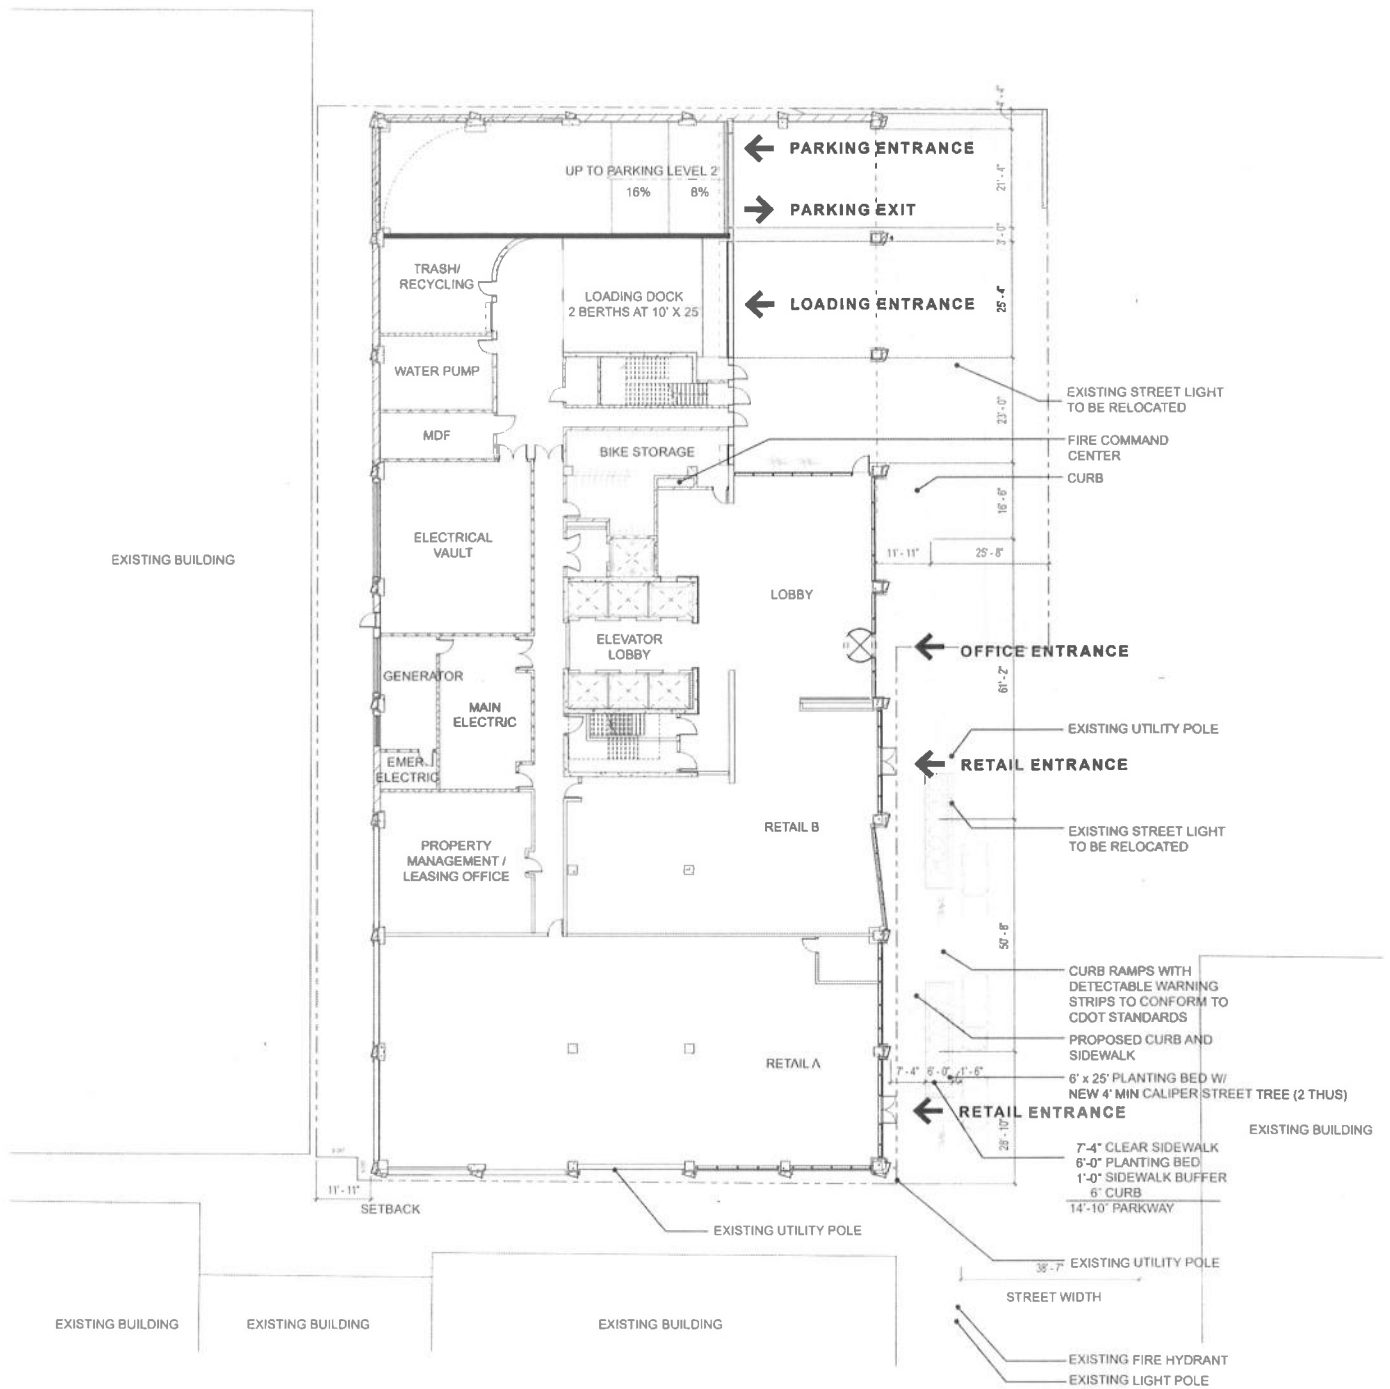 4'-4"
PARKING ENTRANCE
UP TO PARKING LEVEL 2
16%
8%
21'-4"
PARKING EXIT
3'-0"
TRASH/
RECYCLING
LOADING DOCK
2 BERTHS AT 10' X 25'
LOADING ENTRANCE
25'-4"
WATER PUMP
EXISTING STREET LIGHT
TO BE RELOCATED
23'-0"
MDF
BIKE STORAGE
FIRE COMMAND
CENTER
CURB
16'-6"
ELECTRICAL
VAULT
EXISTING BUILDING
11'-11"
25'-8"
LOBBY
ELEVATOR
LOBBY
OFFICE ENTRANCE
61'-2"
GENERATOR
MAIN
ELECTRIC
EXISTING UTILITY POLE
EMER.
ELECTRIC
RETAIL ENTRANCE
RETAIL B
EXISTING STREET LIGHT
TO BE RELOCATED
PROPERTY
MANAGEMENT /
LEASING OFFICE
50'-8"
CURB RAMPS WITH
DETECTABLE WARNING
STRIPS TO CONFORM TO
CDOT STANDARDS
PROPOSED CURB AND
SIDEWALK
RETAIL A
7'-4"
6'-0"
1'-6"
6' x 25' PLANTING BED W/
NEW 4' MIN CALIPER STREET TREE (2 THUS)
RETAIL ENTRANCE
28'-10"
EXISTING BUILDING
7'-4" CLEAR SIDEWALK
6'-0" PLANTING BED
1'-0" SIDEWALK BUFFER
6" CURB
14'-10" PARKWAY
11'-11"
SETBACK
EXISTING UTILITY POLE
EXISTING UTILITY POLE
38'-7"
STREET WIDTH
EXISTING BUILDING
EXISTING BUILDING
EXISTING BUILDING
EXISTING FIRE HYDRANT
EXISTING LIGHT POLE